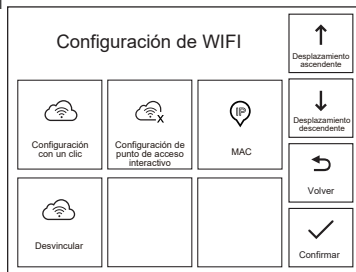 Configuración de WIFI
Desplazamiento
ascendente
Configuración
con un clic
Configuración de
punto de acceso
interactivo
x
IP
MAC
Desplazamiento
descendente
Volver
Desvincular
Confirmar